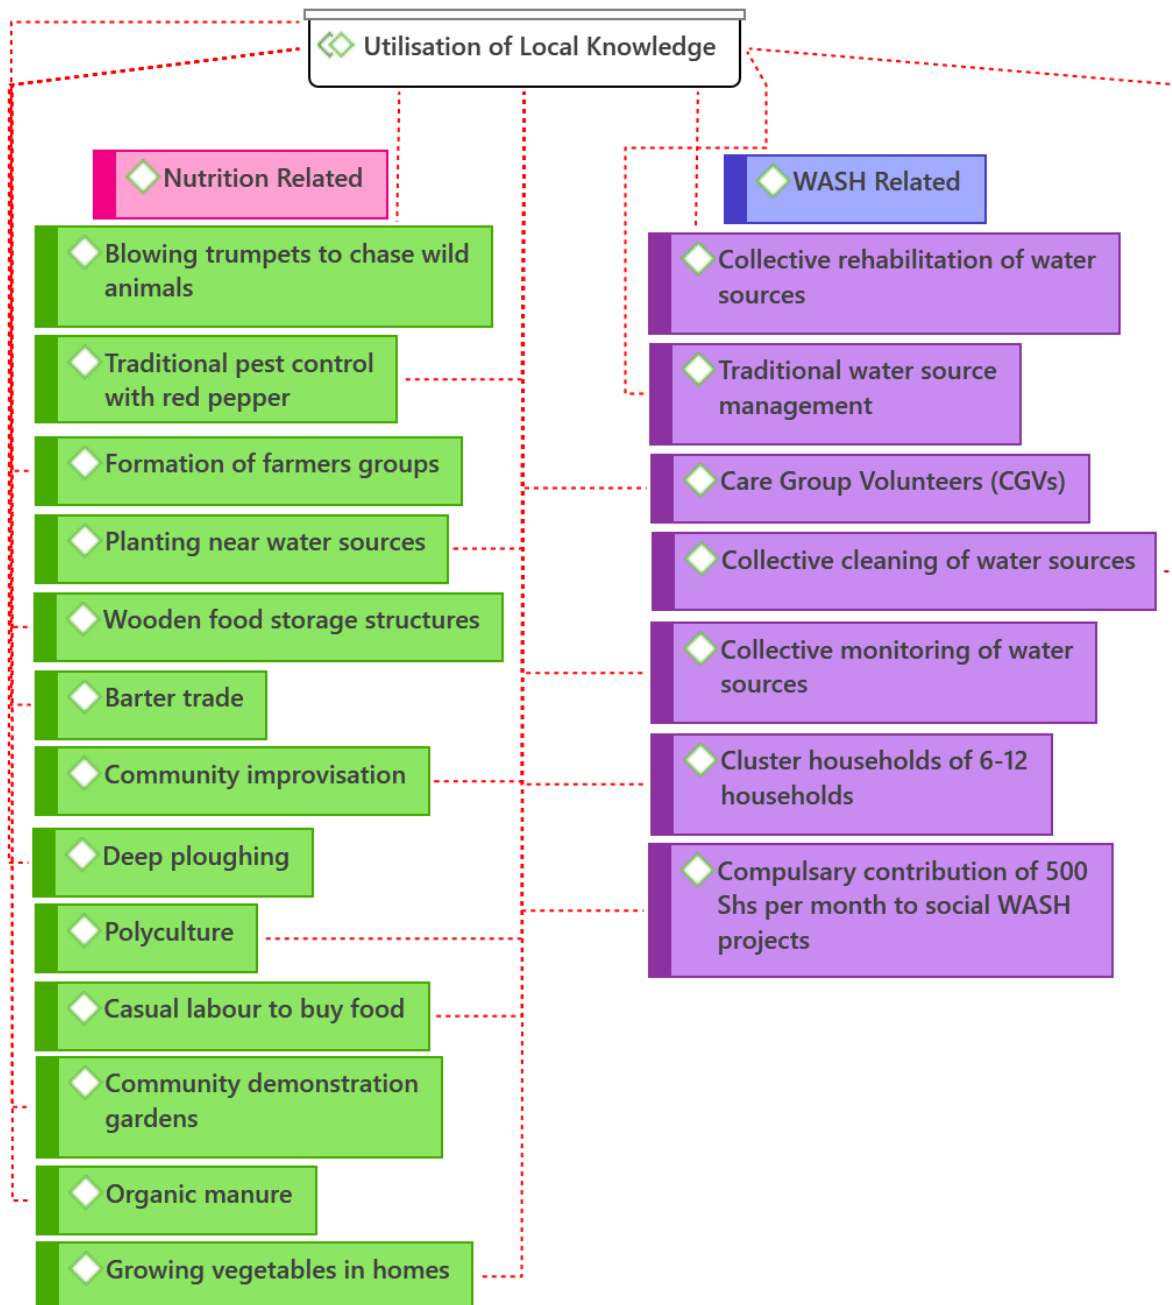 Utilisation of Local Knowledge
Nutrition Related
Blowing trumpets to chase wild
animals
Traditional pest control
with red pepper
Formation of farmers groups
Planting near water sources
Wooden food storage structures
Barter trade
Community improvisation
Deep ploughing
Polyculture
Casual labour to buy food
Community demonstration
gardens
Organic manure
Growing vegetables in homes
WASH Related
Collective rehabilitation of water
sources
Traditional water source
management
Care Group Volunteers (CGVs)
Collective cleaning of water sources
Collective monitoring of water
sources
Cluster households of 6-12
households
Compulsary contribution of 500
Shs per month to social WASH
projects